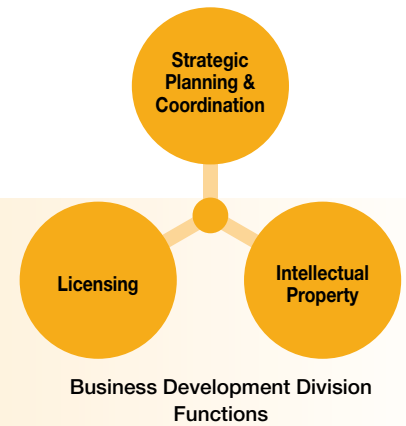 Strategic
Planning &
Coordination
Licensing
Intellectual
Property
Business Development Division
Functions